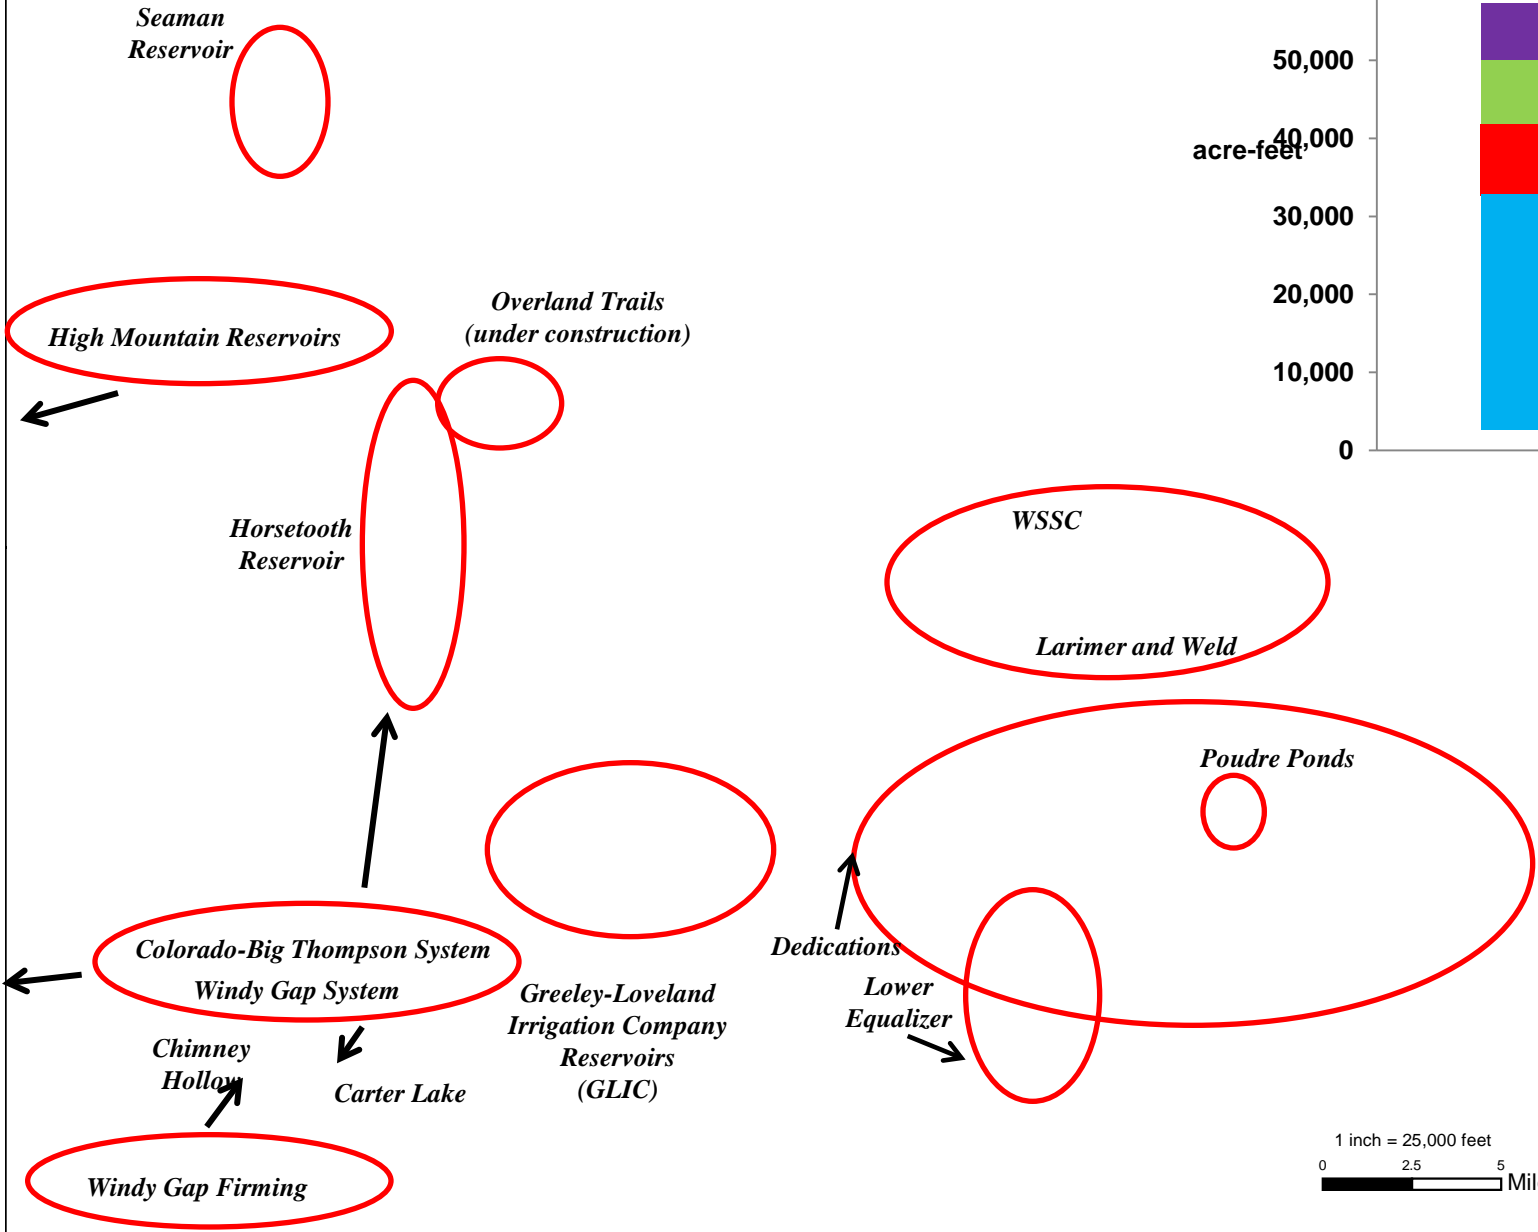 Seaman
Reservoir
50,000
40,000
acre-feet
30,000
20,000
10,000
0
High Mountain Reservoirs
Overland Trails
(under construction)
Horsetooth
Reservoir
WSSC
Larimer and Weld
Poudre Ponds
Dedications
Lower
Equalizer
Colorado-Big Thompson System
Windy Gap System
Greeley-Loveland
Irrigation Company
Reservoirs
(GLIC)
Chimney
Hollow
Carter Lake
Windy Gap Firming
1 inch = 25,000 feet
0 2.5 5
Mil